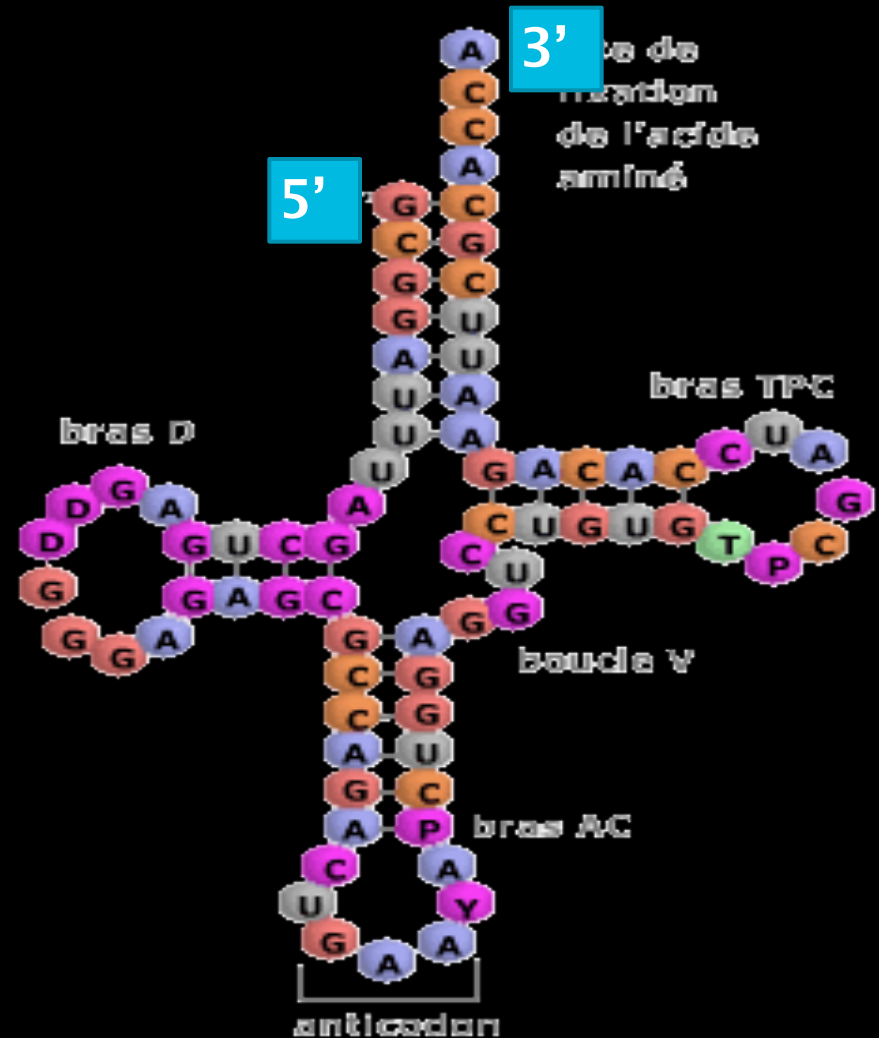 3’
de
de l'acide
aminé
5’
G C G G A U U U A G C U G A G D D G G G A G A G C G C C A G A C U G A A Y A P C U G G A G G U C C U G U G T P C G A U C C A C A G A A U U C G C A C C A
bras TPC
bras D
boucle V
bras AC
anticodon